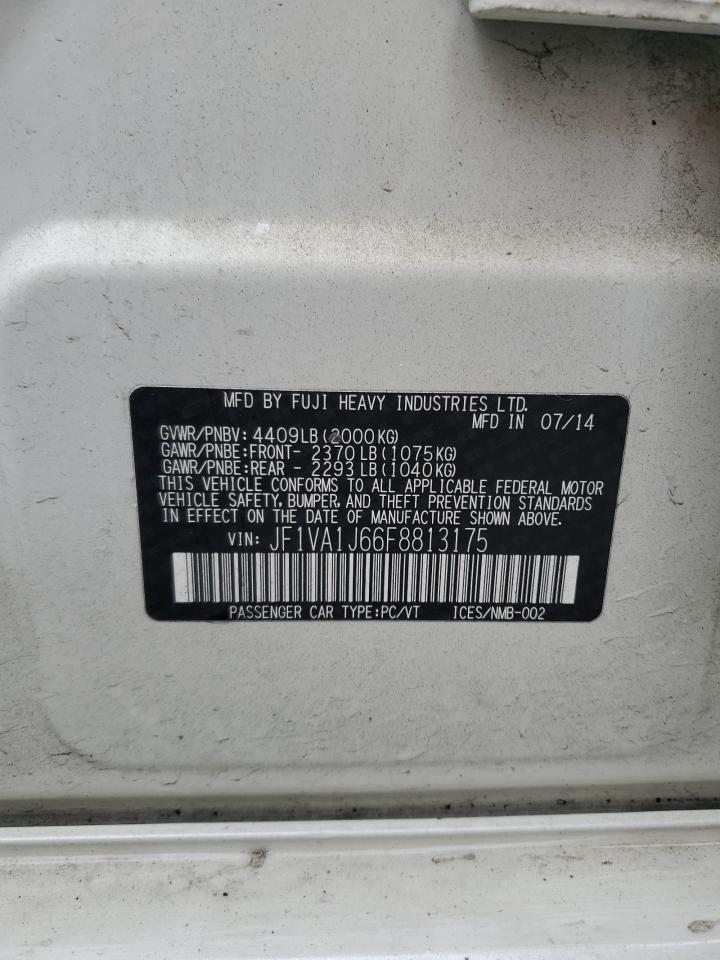 MFD BY FUJI HEAVY INDUSTRIES LTD.
MFD IN 07/14
GVWR/PNBV: 4409LB(2000KG)
GAWR/PNBE:FRONT- 2370LB(1075KG)
GAWR/PNBE:REAR - 2293LB(1040KG)
THIS VEHICLE CONFORMS TO ALL APPLICABLE FEDERAL MOTOR
VEHICLE SAFETY, BUMPER, AND THEFT PREVENTION STANDARDS
IN EFFECT ON THE DATE OF MANUFACTURE SHOWN ABOVE.
VIN: JF1VA1J66F8813175
PASSENGER CAR TYPE:PC/VT ICES/NMB-002